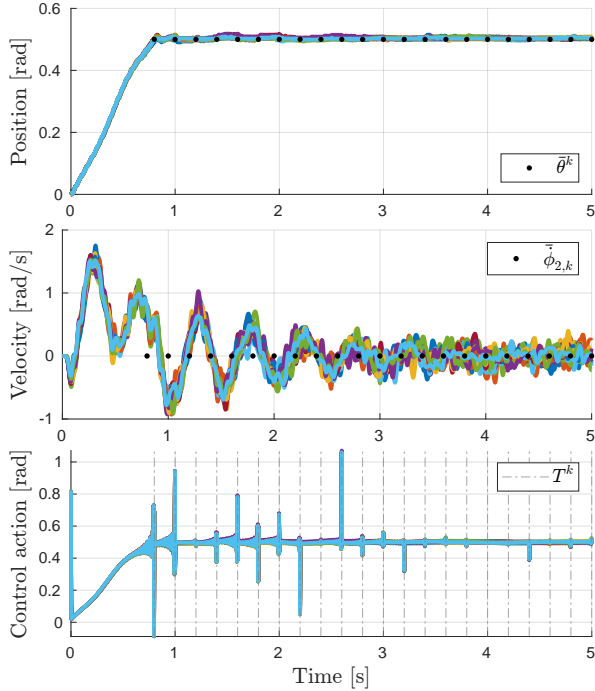 0.6
0.4
0.2
0
Position [rad]
θ̄^k
0 1 2 3 4 5
2
1
0
-1
Velocity [rad/s]
\bar{\dot{ϕ}}_{2,k}
0 1 2 3 4 5
1
0.8
0.6
0.4
0.2
0
Control action [rad]
T^k
0 1 2 3 4 5
Time [s]